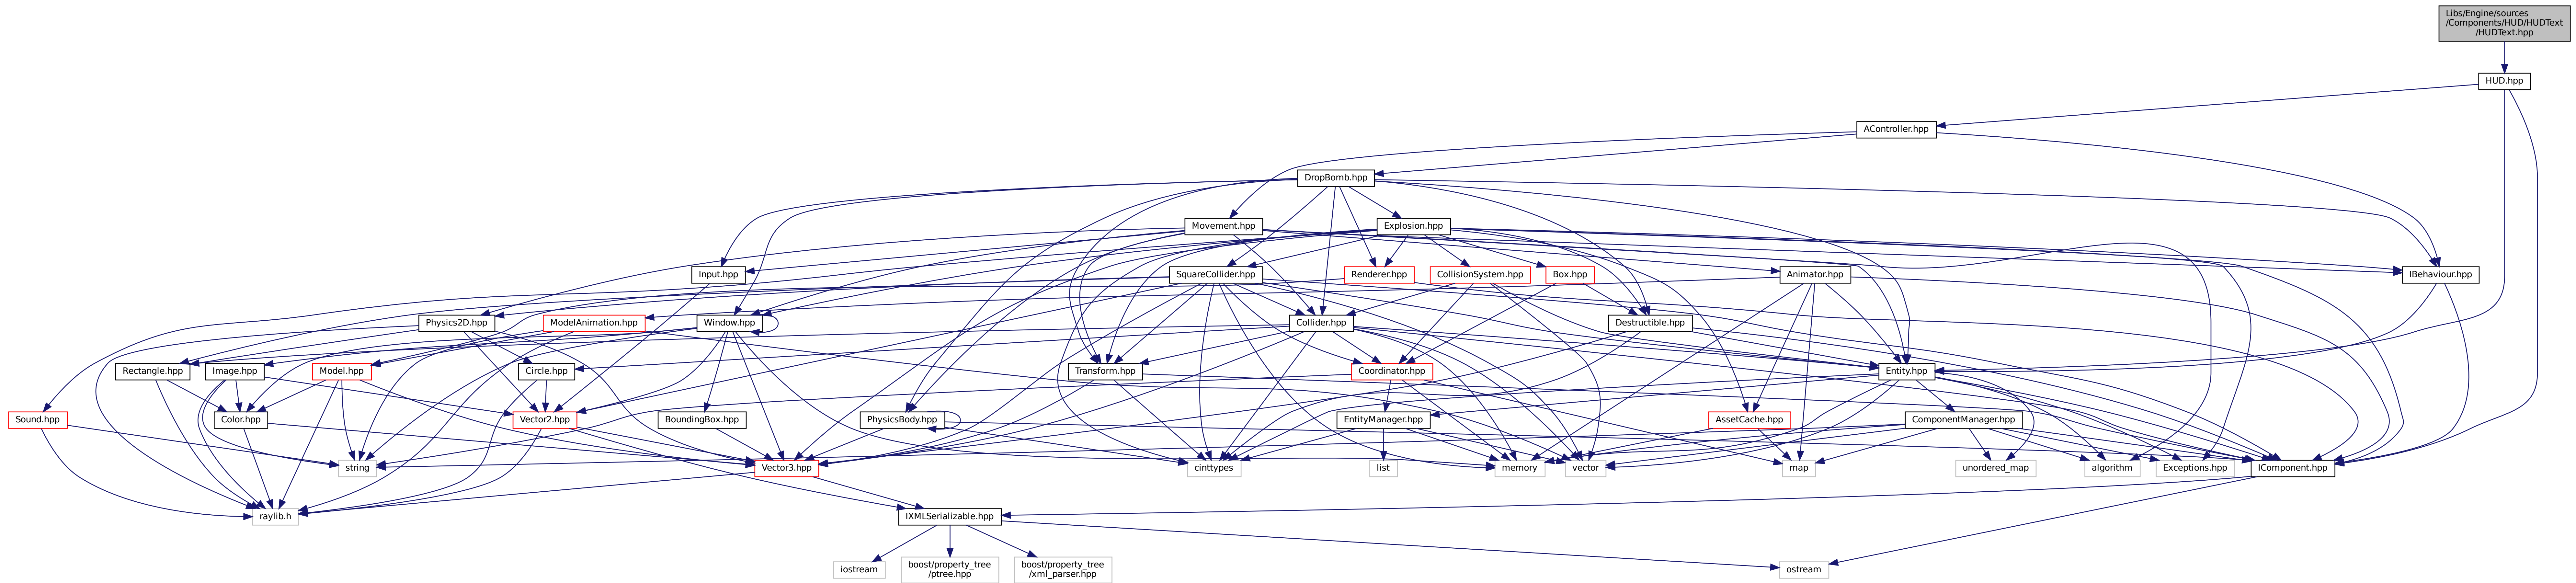 Libs/Engine/sources
/Components/HUD/HUDText
/HUDText.hpp
HUD.hpp
AController.hpp
DropBomb.hpp
Movement.hpp
Explosion.hpp
Input.hpp
SquareCollider.hpp
Renderer.hpp
CollisionSystem.hpp
Box.hpp
Animator.hpp
IBehaviour.hpp
Physics2D.hpp
ModelAnimation.hpp
Window.hpp
Collider.hpp
Destructible.hpp
Rectangle.hpp
Image.hpp
Model.hpp
Circle.hpp
Transform.hpp
Coordinator.hpp
Entity.hpp
Sound.hpp
Color.hpp
Vector2.hpp
BoundingBox.hpp
PhysicsBody.hpp
EntityManager.hpp
AssetCache.hpp
ComponentManager.hpp
string
Vector3.hpp
cinttypes
list
memory
vector
map
unordered_map
algorithm
Exceptions.hpp
IComponent.hpp
raylib.h
IXMLSerializable.hpp
iostream
boost/property_tree
/ptree.hpp
boost/property_tree
/xml_parser.hpp
ostream